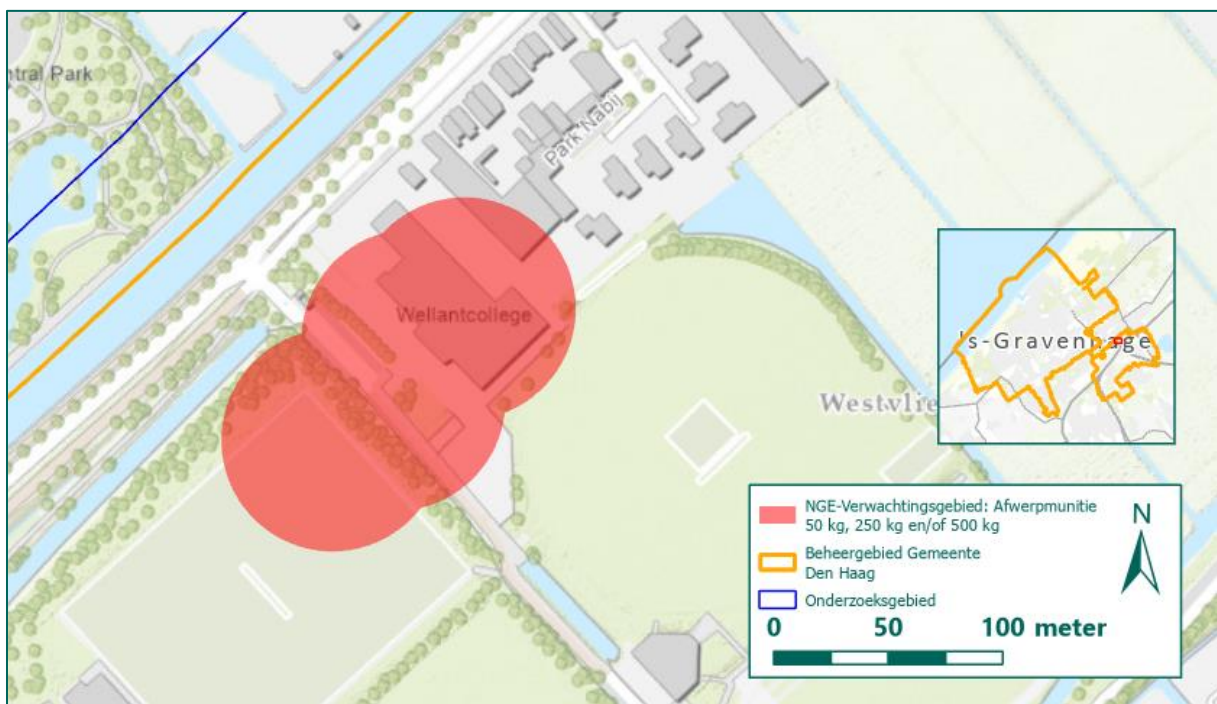 ntral Park
Park Nabij
Wellantcollege
's-Gravenhage
Westvlie
NGE-Verwachtingsgebied: Afwerpmunitie
50 kg, 250 kg en/of 500 kg
Beheergebied Gemeente
Den Haag
Onderzoeksgebied
N
0 50 100 meter